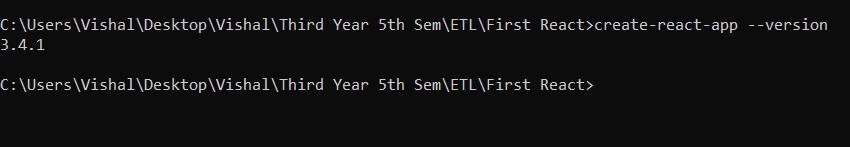 C:\Users\Vishal\Desktop\Vishal\Third Year 5th Sem\ETL\First React>create-react-app --version
3.4.1
C:\Users\Vishal\Desktop\Vishal\Third Year 5th Sem\ETL\First React>